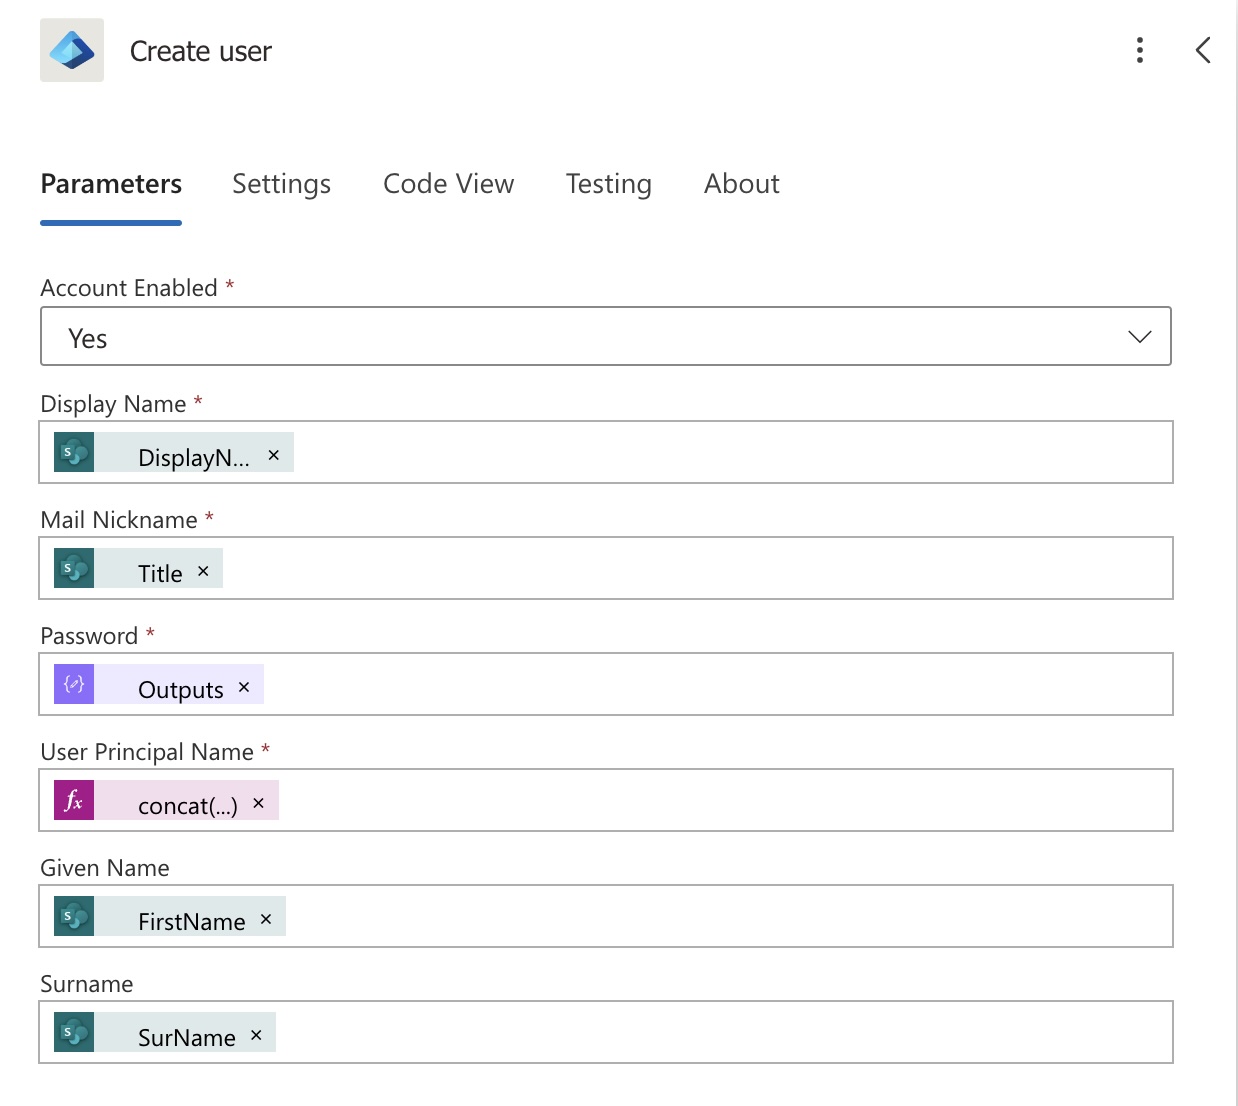 Create user
Parameters Settings Code View Testing About
Account Enabled *
Yes
Display Name *
S DisplayN... ×
Mail Nickname *
S Title ×
Password *
Outputs ×
User Principal Name *
fx concat(...) ×
Given Name
S FirstName ×
Surname
S SurName ×